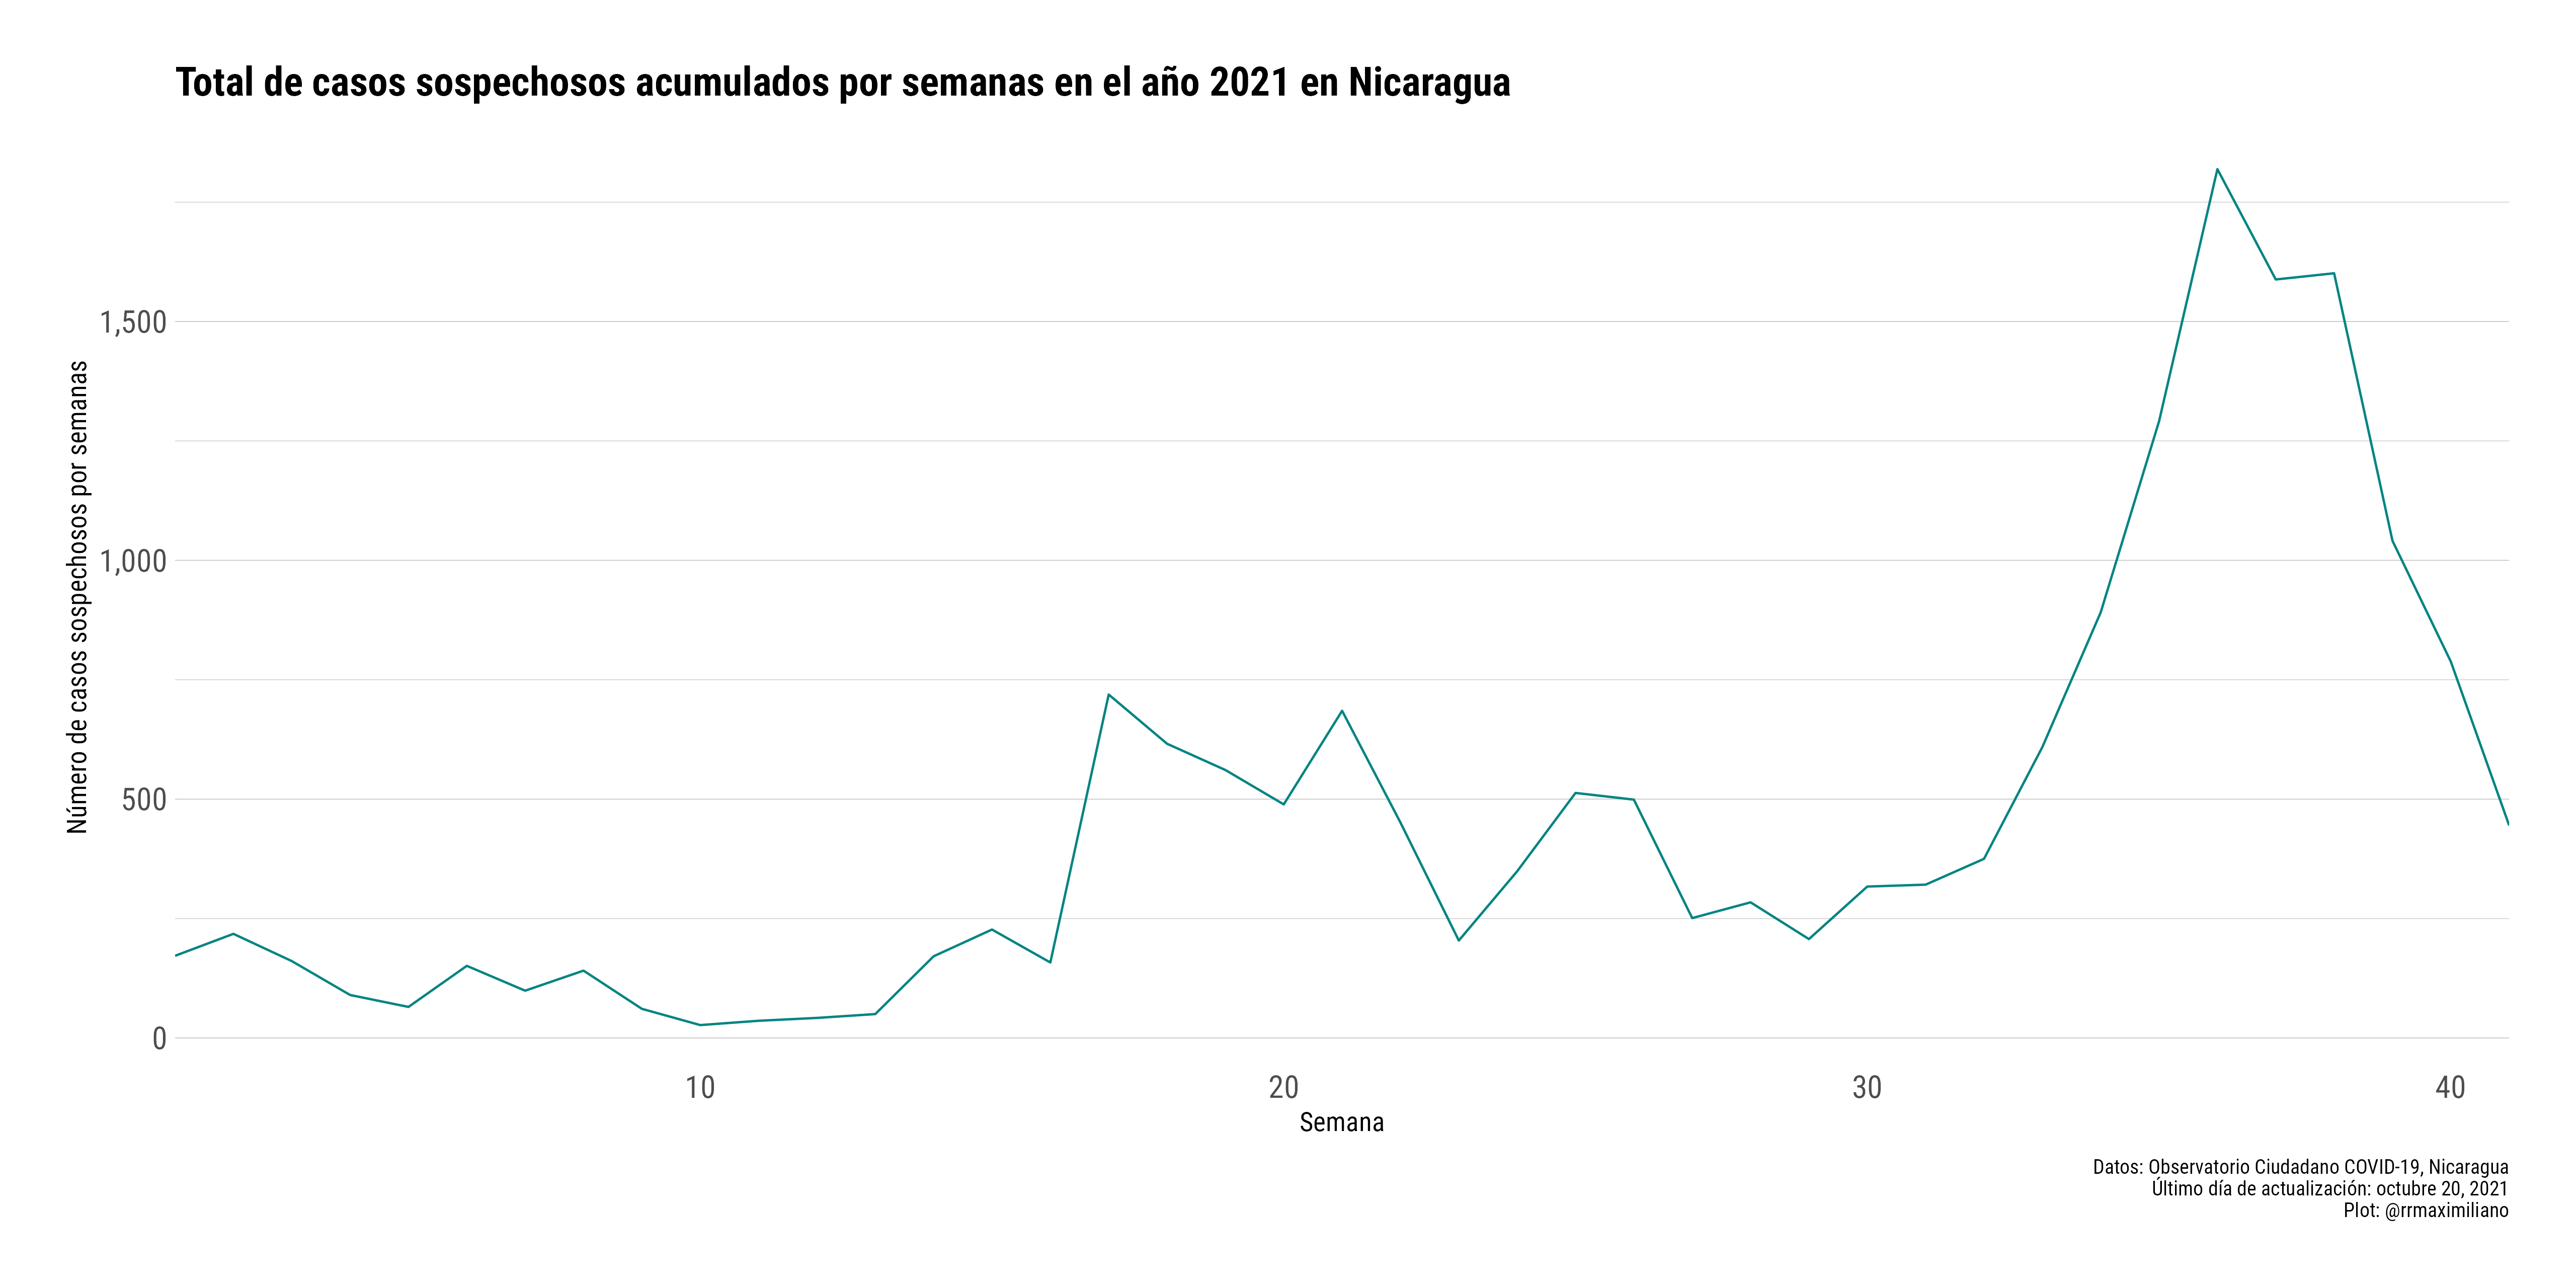 Total de casos sospechosos acumulados por semanas en el año 2021 en Nicaragua
Número de casos sospechosos por semanas
1,500
1,000
500
0
10
20
30
40
Semana
Datos: Observatorio Ciudadano COVID-19, Nicaragua
Último día de actualización: octubre 20, 2021
Plot: @rrmaximiliano